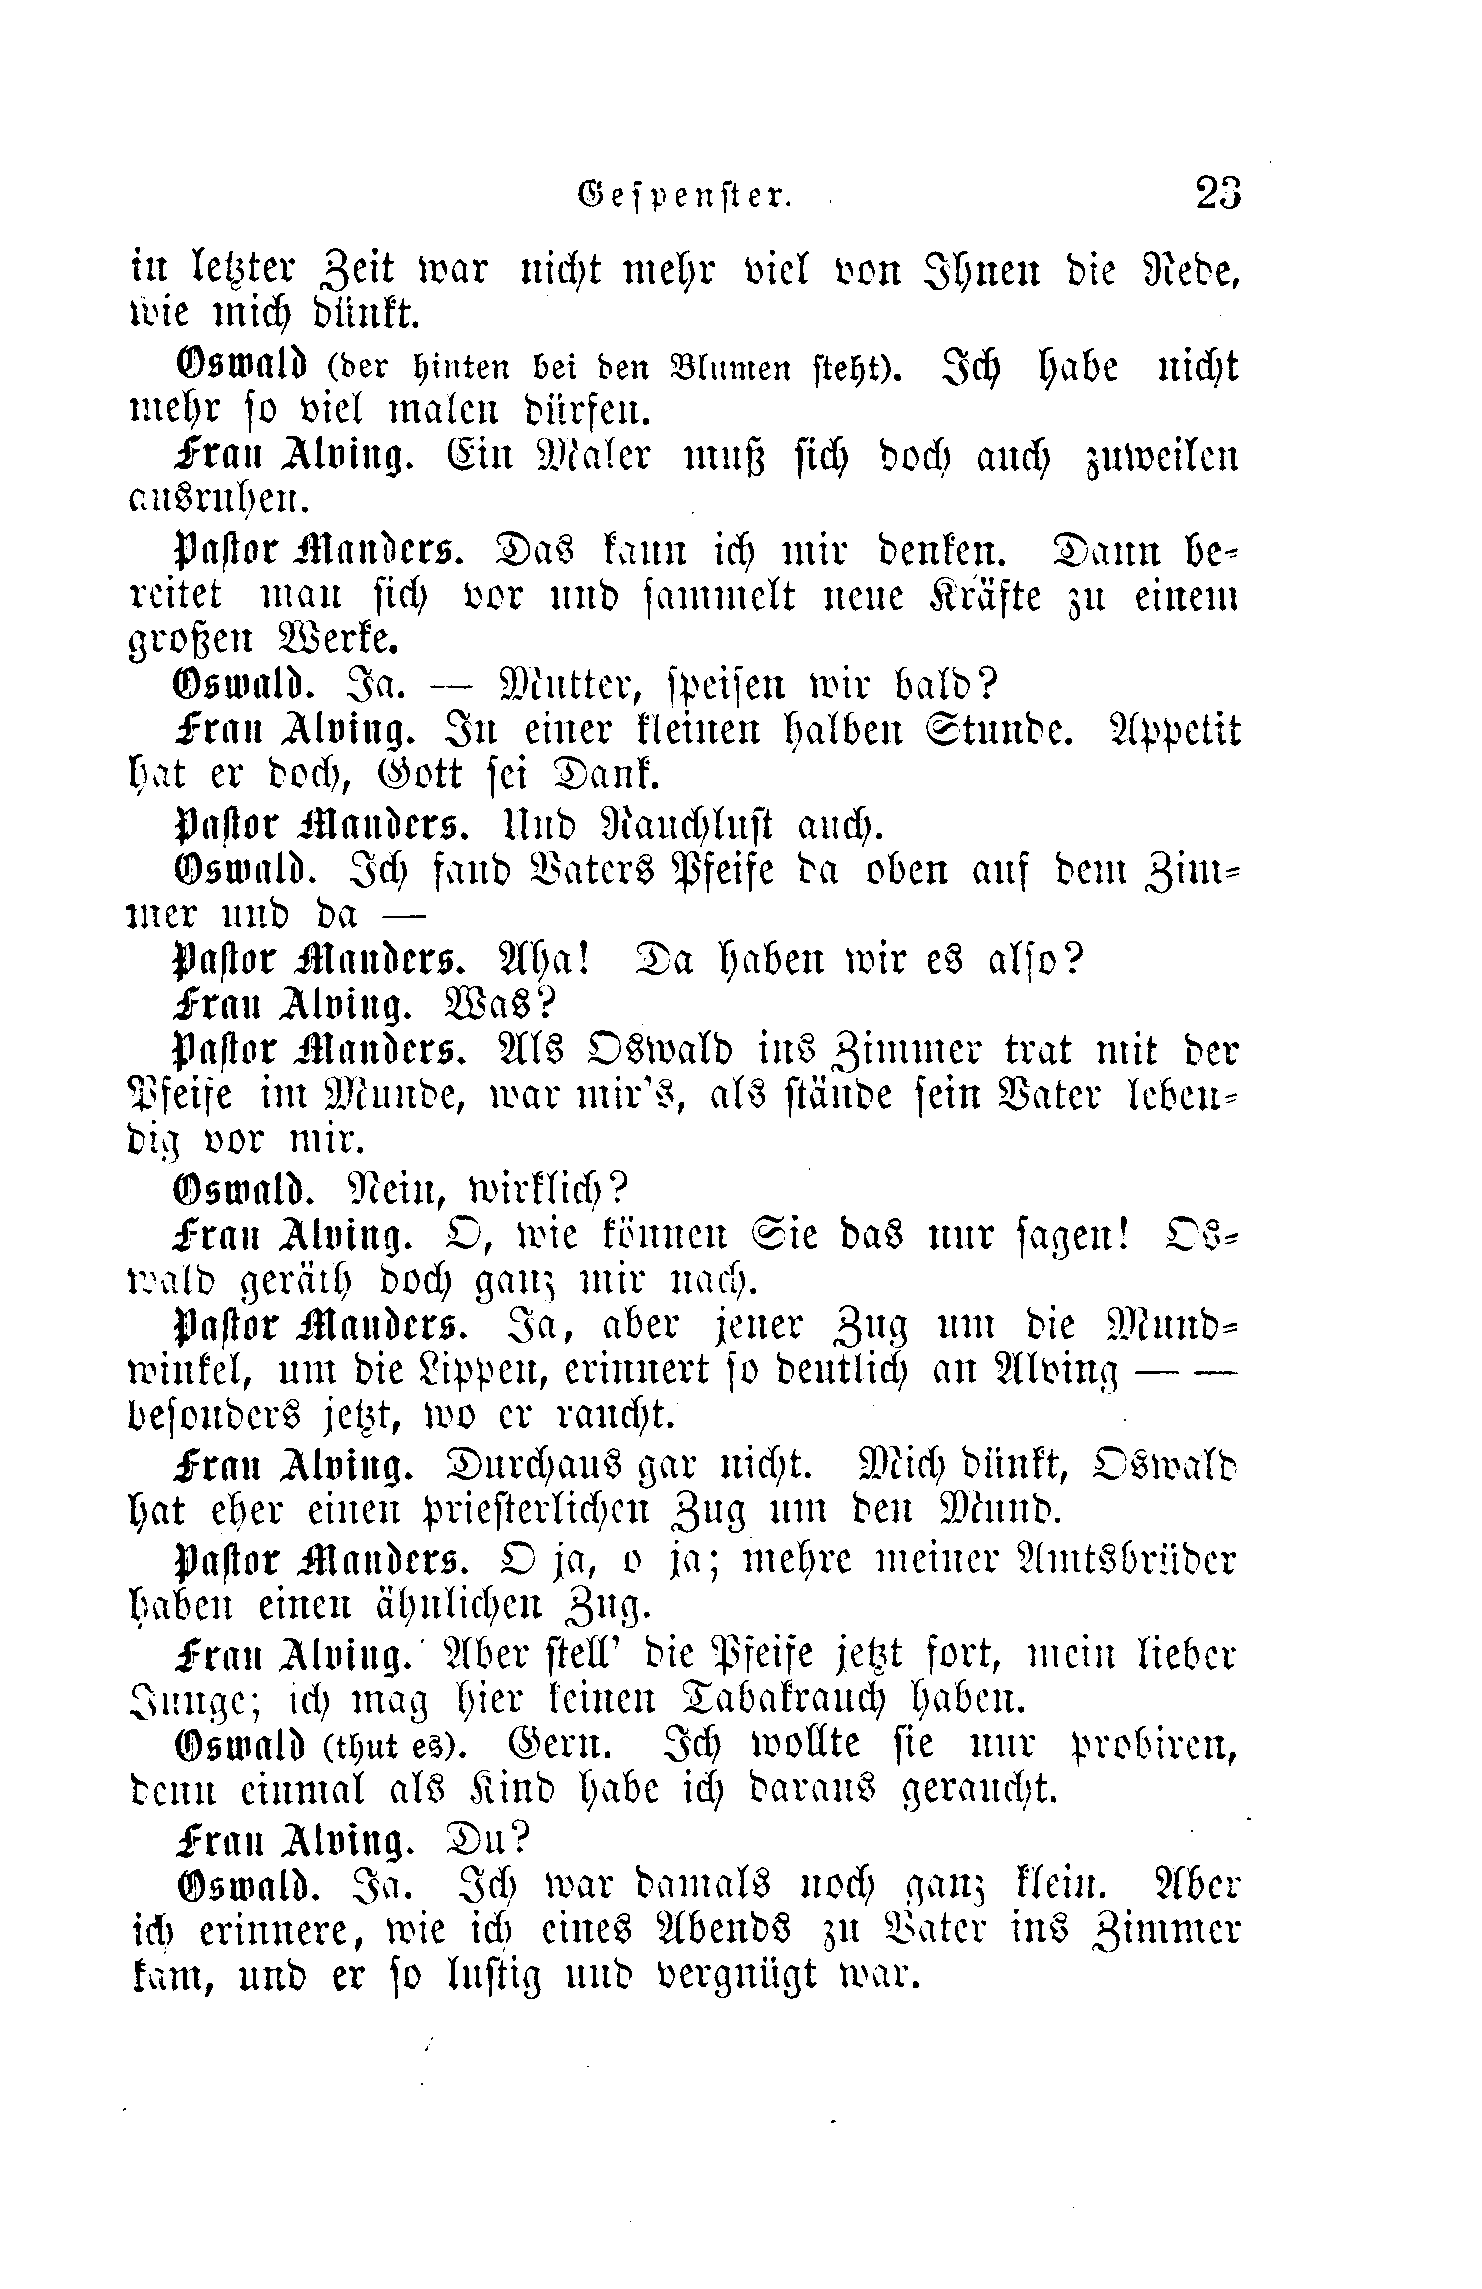 Gespenster. 23
in letzter Zeit war nicht mehr viel von Ihnen die Rede,
wie mich dünkt.
Oswald (der hinten bei den Blumen steht). Ich habe nicht
mehr so viel malen dürfen.
Frau Alving. Ein Maler muß sich doch auch zuweilen
ausruhen.
Pastor Manders. Das kann ich mir denken. Dann be-
reitet man sich vor und sammelt neue Kräfte zu einem
großen Werke.
Oswald. Ja. — Mutter, speisen wir bald?
Frau Alving. In einer kleinen halben Stunde. Appetit
hat er doch, Gott sei Dank.
Pastor Manders. Und Rauchlust auch.
Oswald. Ich fand Vaters Pfeife da oben auf dem Zim-
mer und da —
Pastor Manders. Aha! Da haben wir es also?
Frau Alving. Was?
Pastor Manders. Als Oswald ins Zimmer trat mit der
Pfeife im Munde, war mir's, als stände sein Vater leben-
dig vor mir.
Oswald. Nein, wirklich?
Frau Alving. O, wie können Sie das nur sagen! Os-
wald geräth doch ganz mir nach.
Pastor Manders. Ja, aber jener Zug um die Mund-
winkel, um die Lippen, erinnert so deutlich an Alving — —
besonders jetzt, wo er raucht.
Frau Alving. Durchaus gar nicht. Mich dünkt, Oswald
hat eher einen priesterlichen Zug um den Mund.
Pastor Manders. O ja, o ja; mehre meiner Amtsbrüder
haben einen ähnlichen Zug.
Frau Alving. Aber stell' die Pfeife jetzt fort, mein lieber
Junge; ich mag hier keinen Tabakrauch haben.
Oswald (thut es). Gern. Ich wollte sie nur probiren,
denn einmal als Kind habe ich daraus geraucht.
Frau Alving. Du?
Oswald. Ja. Ich war damals noch ganz klein. Aber
ich erinnere, wie ich eines Abends zu Vater ins Zimmer
kam, und er so lustig und vergnügt war.